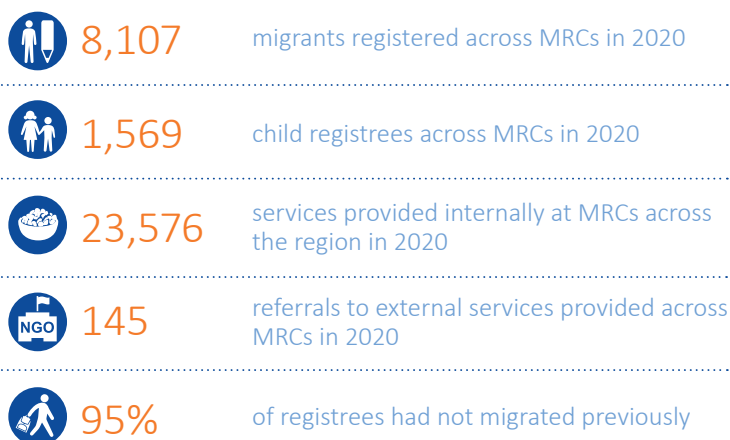 8,107
migrants registered across MRCs in 2020
1,569
child registrees across MRCs in 2020
23,576
services provided internally at MRCs across
the region in 2020
NGO
145
referrals to external services provided across
MRCs in 2020
95%
of registrees had not migrated previously